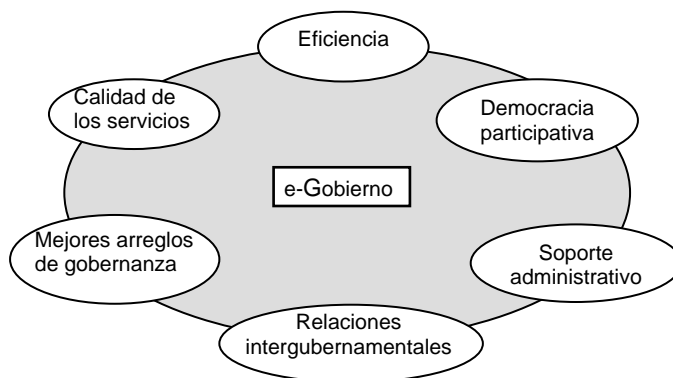 Eficiencia
Calidad de
los servicios
Democracia
participativa
e-Gobierno
Mejores arreglos
de gobernanza
Soporte
administrativo
Relaciones
intergubernamentales